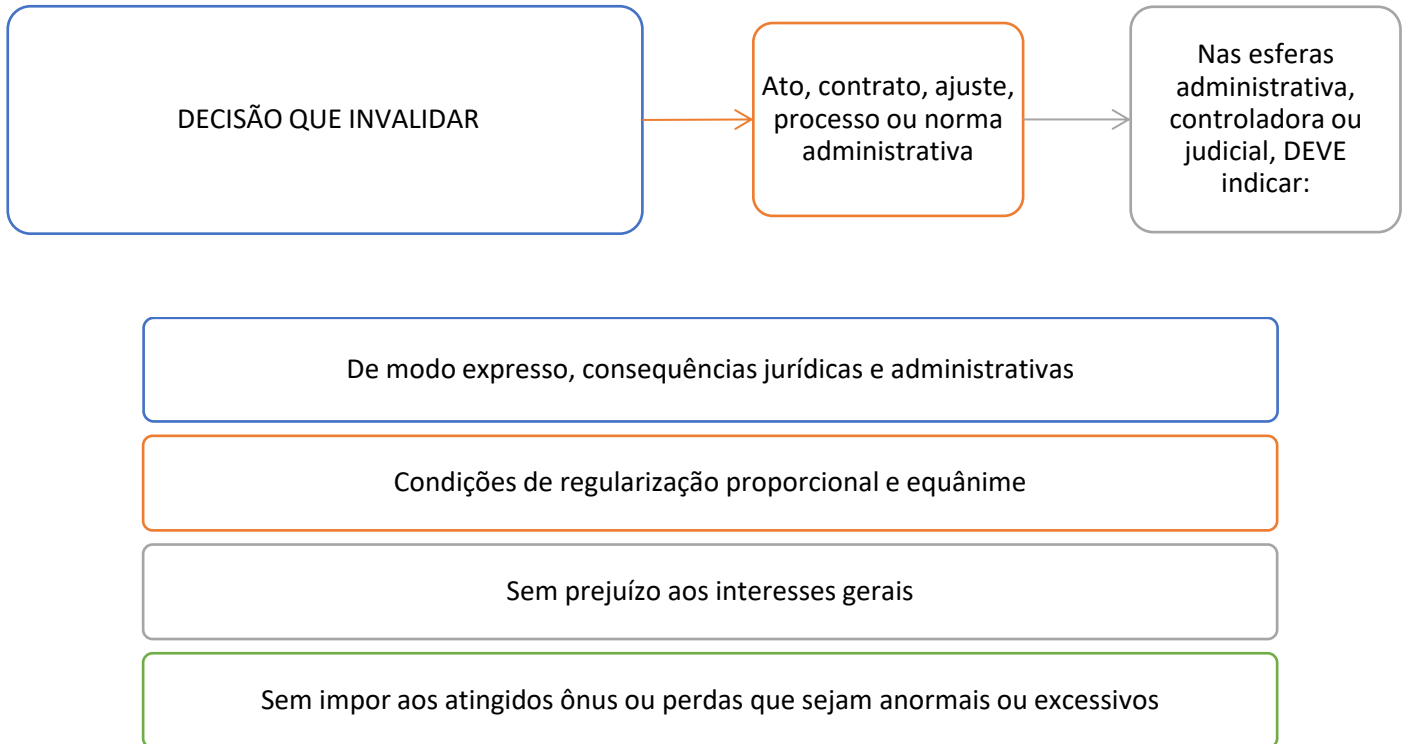 DECISÃO QUE INVALIDAR
Ato, contrato, ajuste,
processo ou norma
administrativa
Nas esferas
administrativa,
controladora ou
judicial, DEVE
indicar:
De modo expresso, consequências jurídicas e administrativas
Condições de regularização proporcional e equânime
Sem prejuízo aos interesses gerais
Sem impor aos atingidos ônus ou perdas que sejam anormais ou excessivos